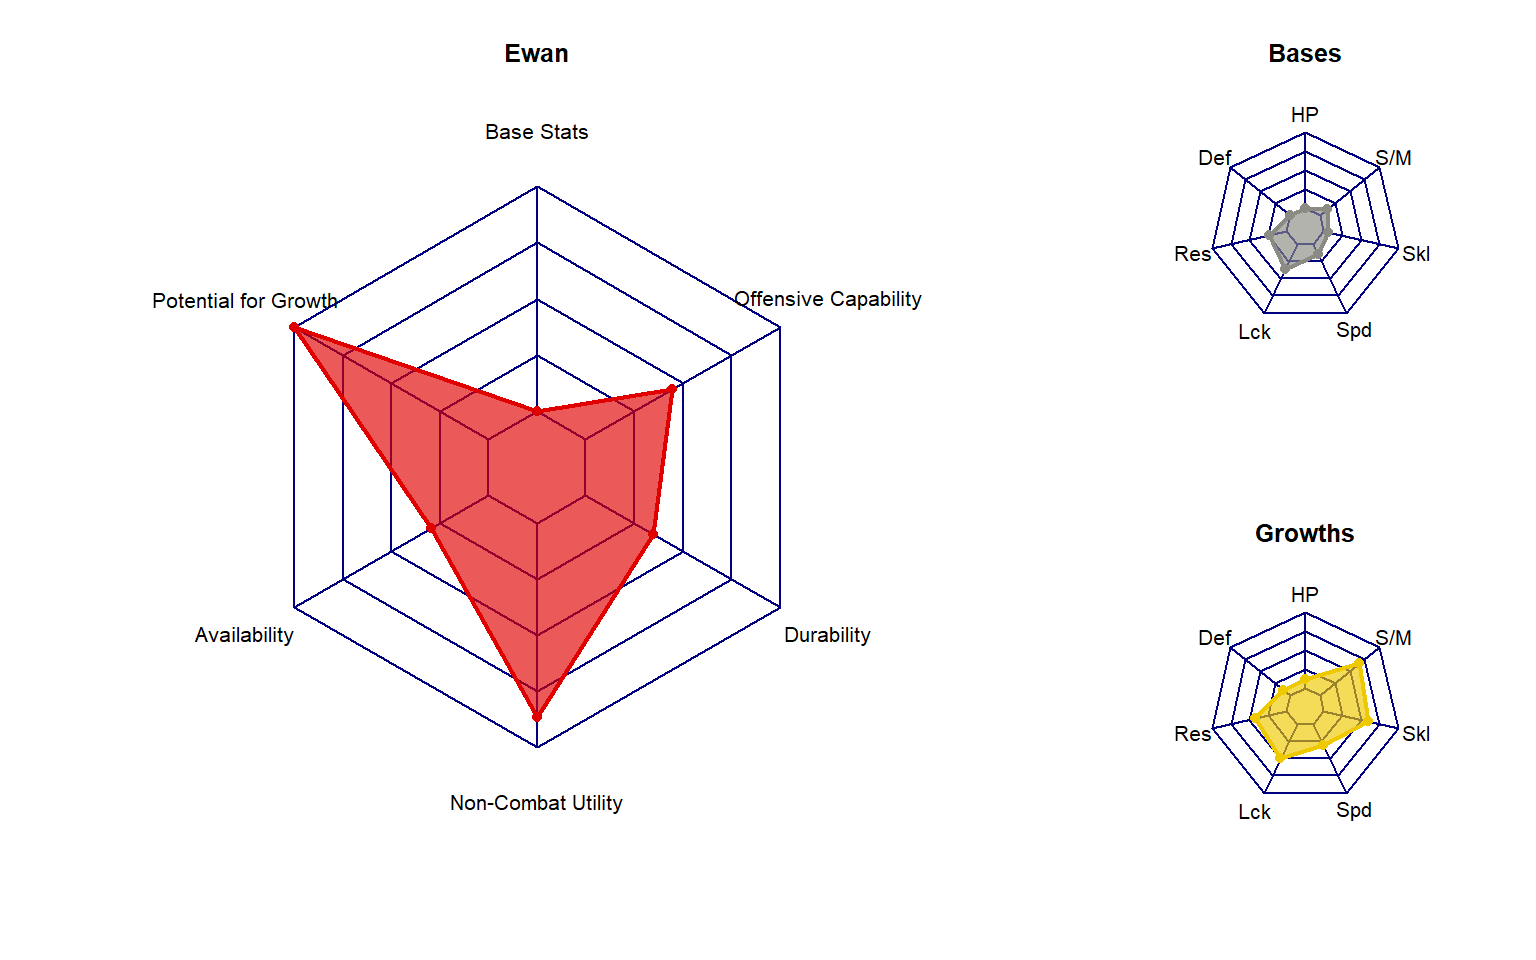 Ewan
Base Stats
Potential for Growth
Offensive Capability
Availability
Durability
Non-Combat Utility
Bases
HP
Def
S/M
Res
Skl
Lck
Spd
Growths
HP
Def
S/M
Res
Skl
Lck
Spd